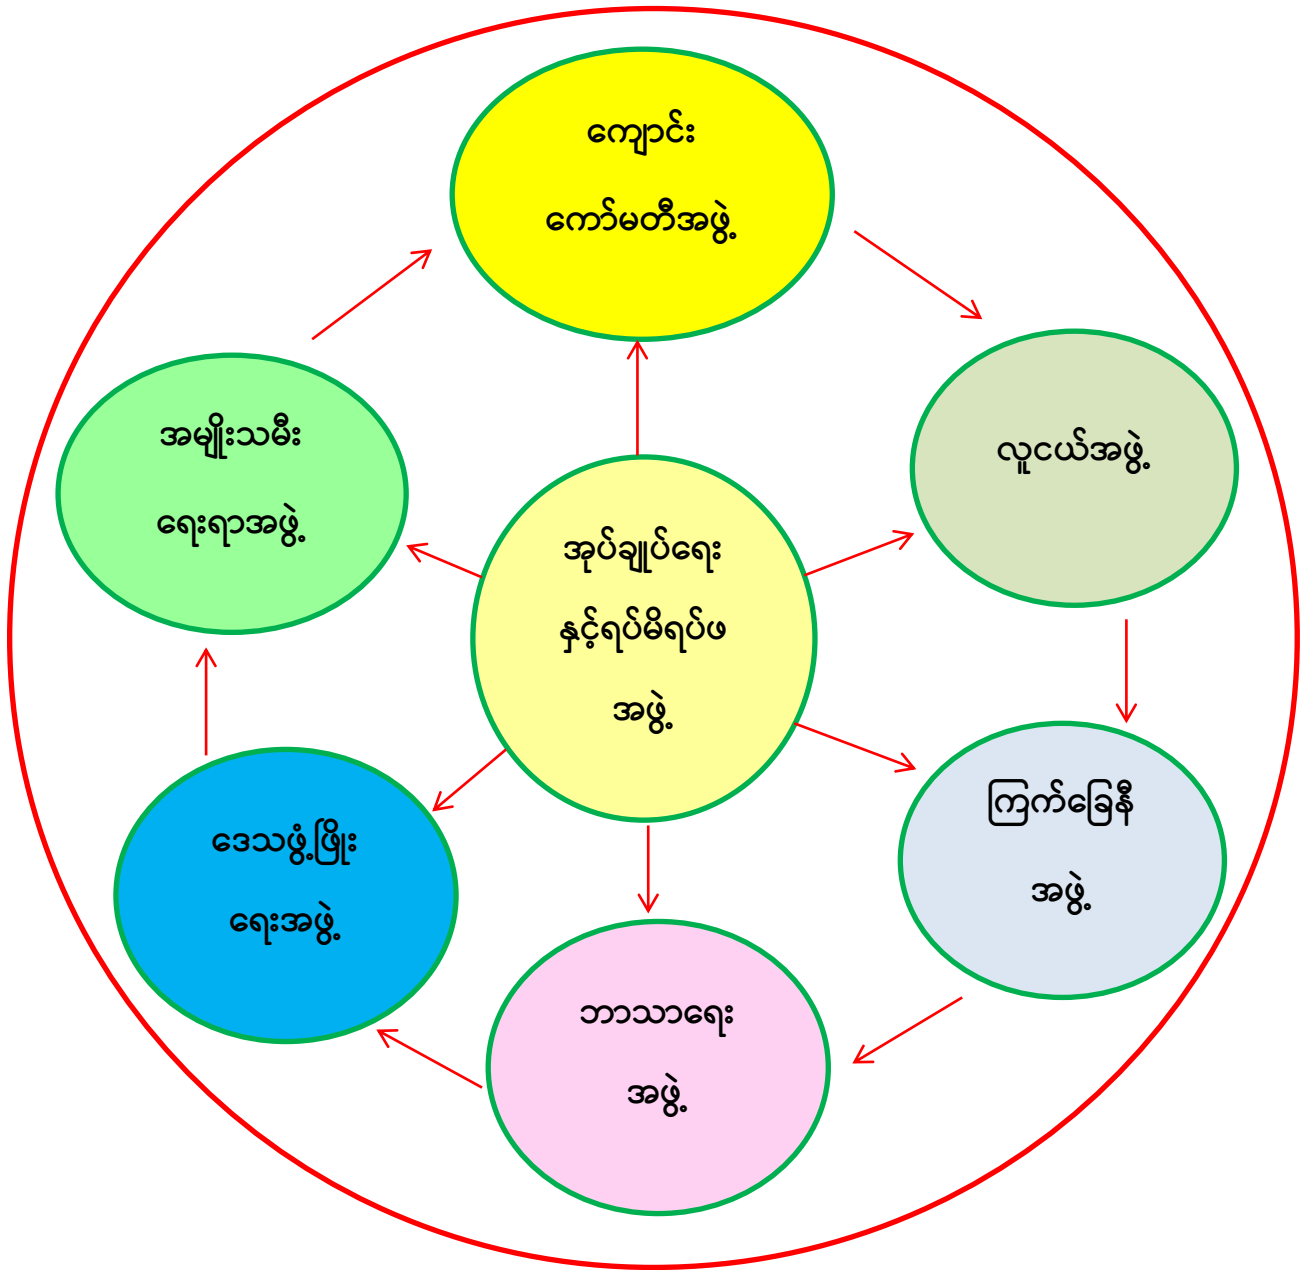 ကျောင်း
ကော်မတီအဖွဲ့
လူငယ်အဖွဲ့
အမျိုးသမီး
ရေးရာအဖွဲ့
အုပ်ချုပ်ရေး
နှင့်ရပ်မိရပ်ဖ
အဖွဲ့
ကြက်ခြေနီ
အဖွဲ့
ဒေသဖွံ့ဖြိုး
ရေးအဖွဲ့
ဘာသာရေး
အဖွဲ့